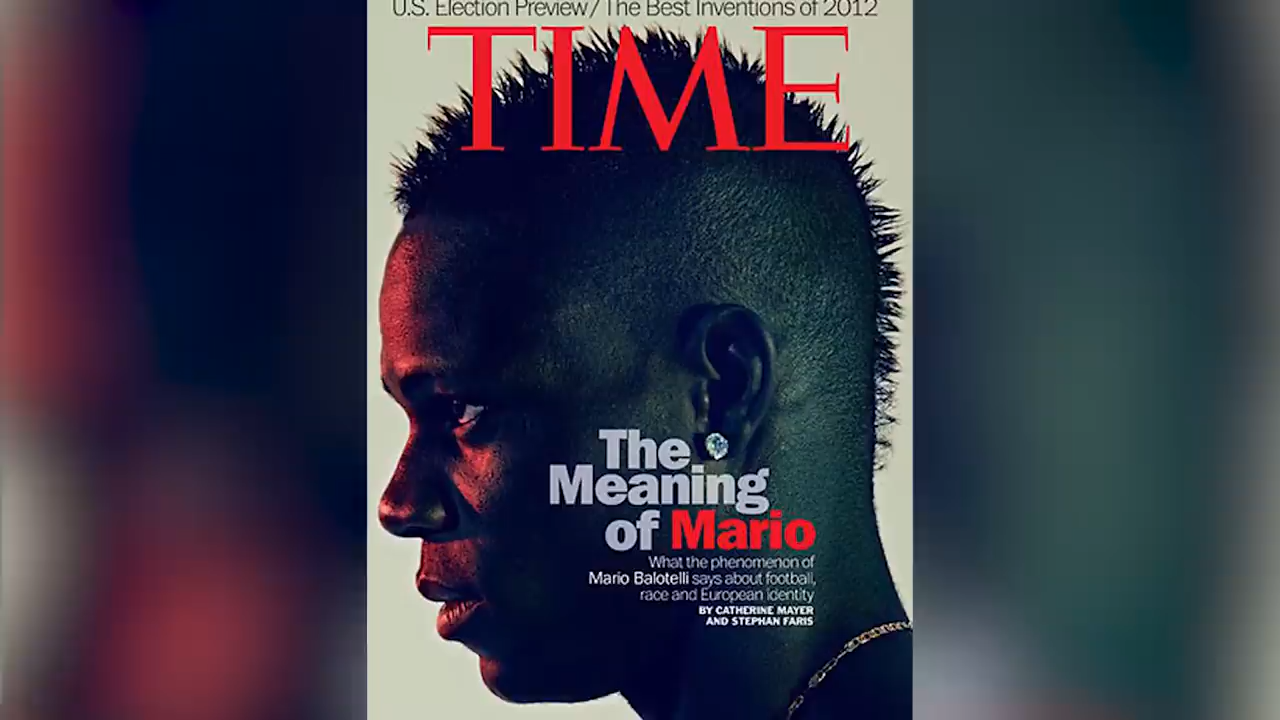 U.S. Election Preview / The Best Inventions of 2012
TIME
The
Meaning
of Mario
What the phenomenon of
Mario Balotelli says about football,
race and European identity
BY CATHERINE MAYER
AND STEPHAN FARIS